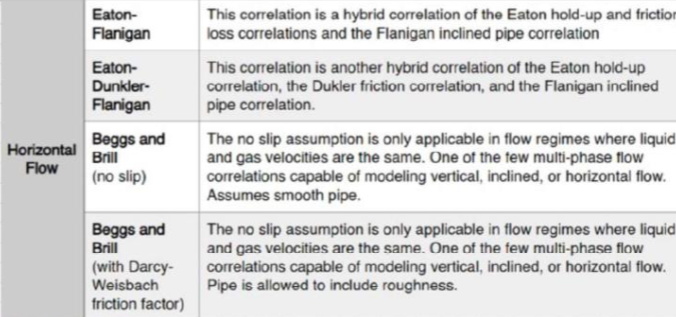 Eaton-
Flanigan
This correlation is a hybrid correlation of the Eaton hold-up and friction
loss correlations and the Flanigan inclined pipe correlation
Eaton-
Dunkler-
Flanigan
This correlation is another hybrid correlation of the Eaton hold-up
correlation, the Dukler friction correlation, and the Flanigan inclined
pipe correlation.
Horizontal
Flow
Beggs and
Brill
(no slip)
The no slip assumption is only applicable in flow regimes where liquid
and gas velocities are the same. One of the few multi-phase flow
correlations capable of modeling vertical, inclined, or horizontal flow.
Assumes smooth pipe.
Beggs and
Brill
(with Darcy-
Weisbach
friction factor)
The no slip assumption is only applicable in flow regimes where liquid
and gas velocities are the same. One of the few multi-phase flow
correlations capable of modeling vertical, inclined, or horizontal flow.
Pipe is allowed to include roughness.